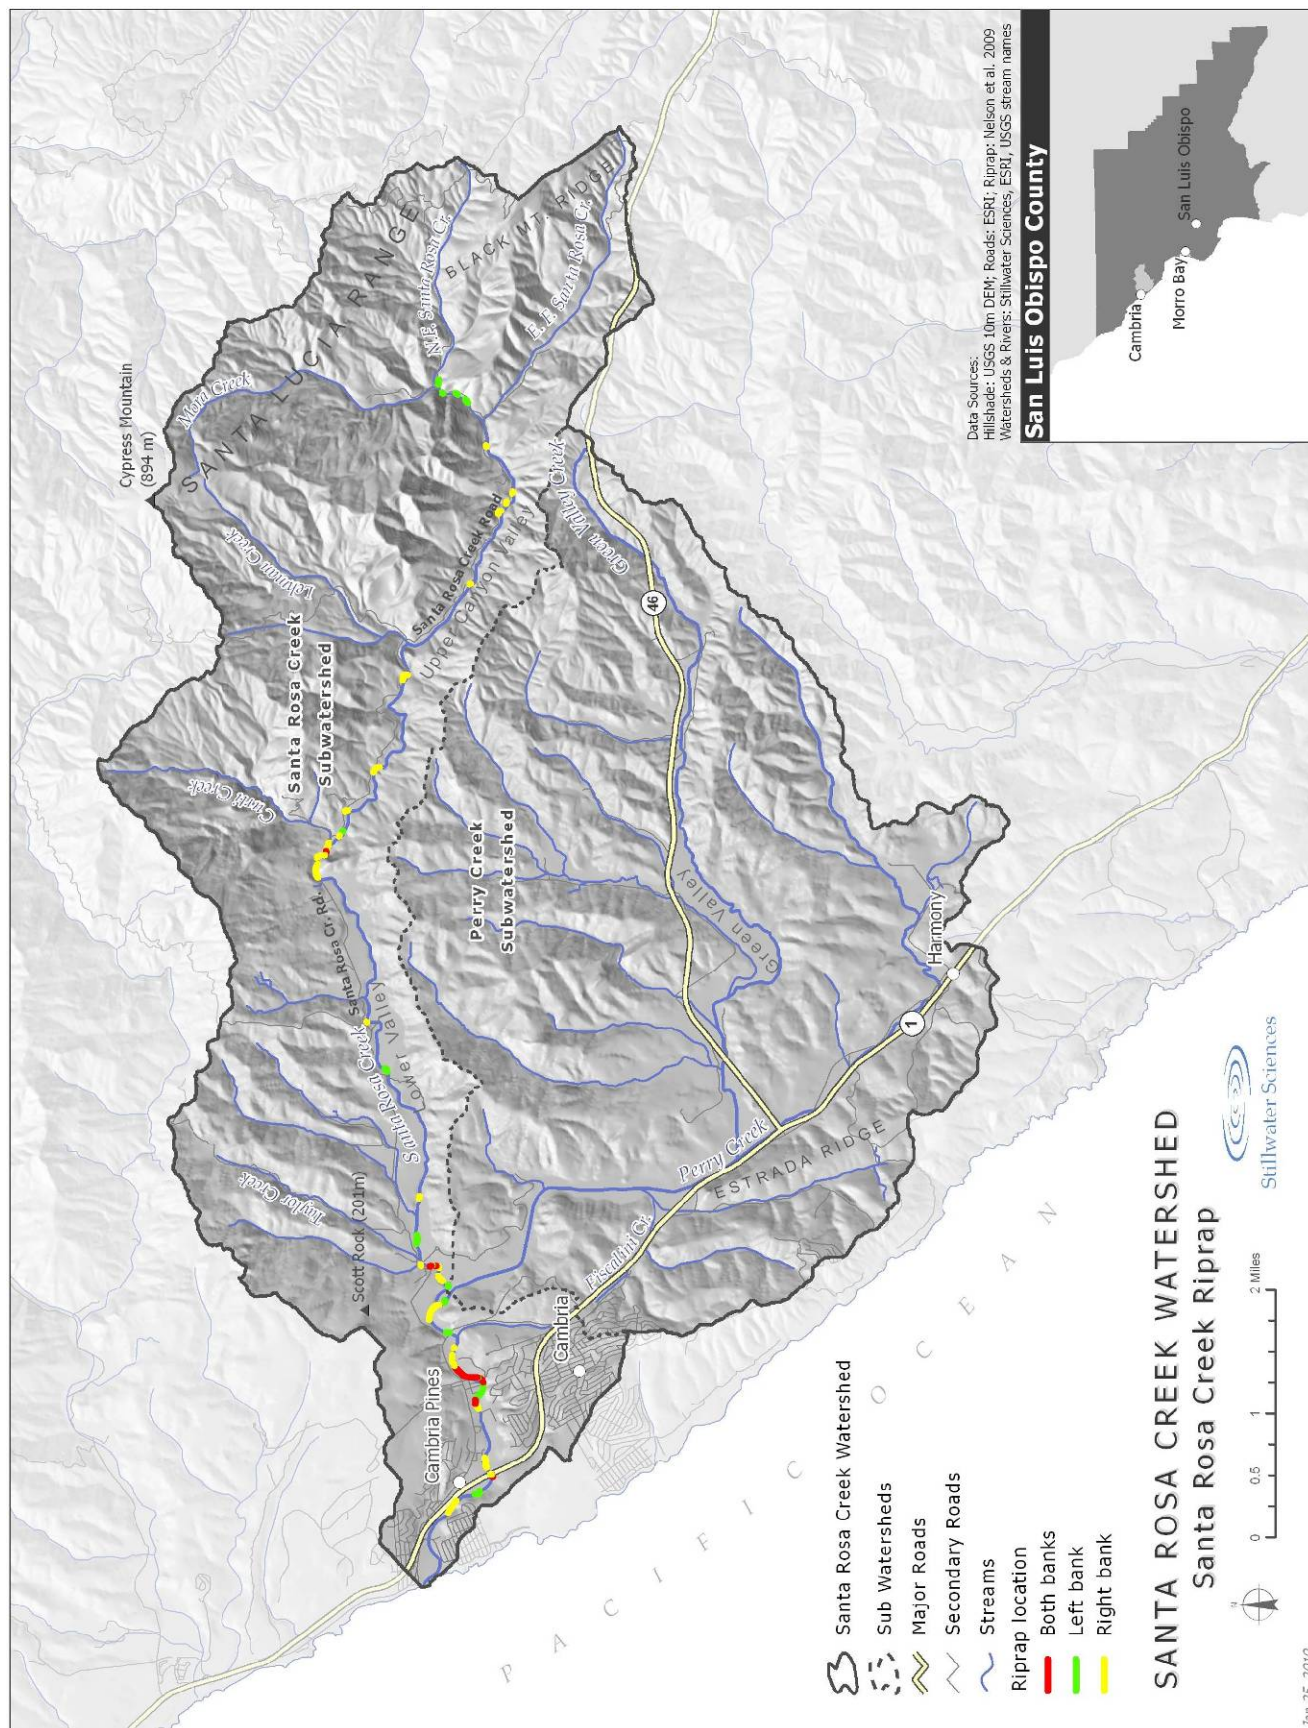 Cypress Mountain
(894 m)
SANTA LUCIA RANGE
Mora Creek
Lehman Creek
N.F. Santa Rosa Cr.
BLACK MT. RIDGE
E.F. Santa Rosa Cr.
Santa Rosa Creek
Subwatershed
Curti Creek
Santa Rosa Creek Road
Upper Canyon Valley
Green Valley Creek
46
Santa Rosa Cr. Rd.
Santa Rosa Creek
Lower Valley
Perry Creek
Subwatershed
Green Valley
Taylor Creek
Scott Rock (201m)
Perry Creek
ESTRADA RIDGE
Harmony
1
Fiscalini Cr.
Cambria Pines
Cambria
PACIFIC OCEAN
Santa Rosa Creek Watershed
Sub Watersheds
Major Roads
Secondary Roads
Streams
Riprap location
Both banks
Left bank
Right bank
SANTA ROSA CREEK WATERSHED
Santa Rosa Creek Riprap
N
0 0.5 1 2 Miles
Stillwater Sciences
Jan 25, 2010
Data Sources:
Hillshade: USGS 10m DEM; Roads: ESRI; Riprap: Nelson et al. 2009
Watersheds & Rivers: Stillwater Sciences, ESRI, USGS stream names
San Luis Obispo County
Cambria
Morro Bay
San Luis Obispo